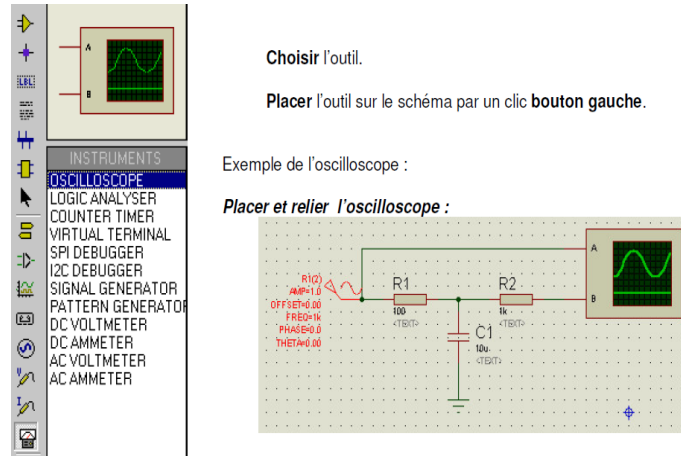 A
B
LBL
INSTRUMENTS
OSCILLOSCOPE
LOGIC ANALYSER
COUNTER TIMER
VIRTUAL TERMINAL
SPI DEBUGGER
I2C DEBUGGER
SIGNAL GENERATOR
PATTERN GENERATOR
DC VOLTMETER
DC AMMETER
AC VOLTMETER
AC AMMETER
Choisir l'outil.
Placer l'outil sur le schéma par un clic bouton gauche.
Exemple de l'oscilloscope :
Placer et relier l'oscilloscope :
R1(2)
AMP=1.0
OFFSET=0.00
FREQ=1k
PHASE=0.0
THETA=0.00
R1
100
<TEXT>
R2
1k
<TEXT>
C1
10u
<TEXT>
A
B